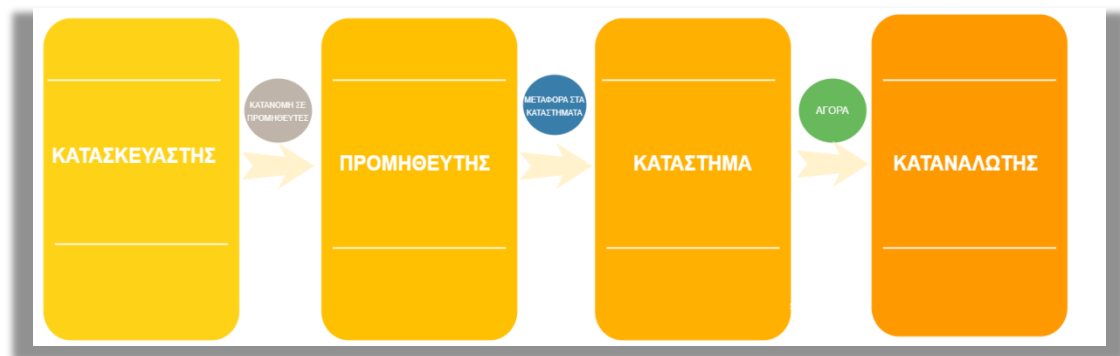 ΚΑΤΑΣΚΕΥΑΣΤΗΣ
ΚΑΤΑΝΟΜΗ ΣΕ
ΠΡΟΜΗΘΕΥΤΕΣ
ΠΡΟΜΗΘΕΥΤΗΣ
ΜΕΤΑΦΟΡΑ ΣΤΑ
ΚΑΤΑΣΤΗΜΑΤΑ
ΚΑΤΑΣΤΗΜΑ
ΑΓΟΡΑ
ΚΑΤΑΝΑΛΩΤΗΣ